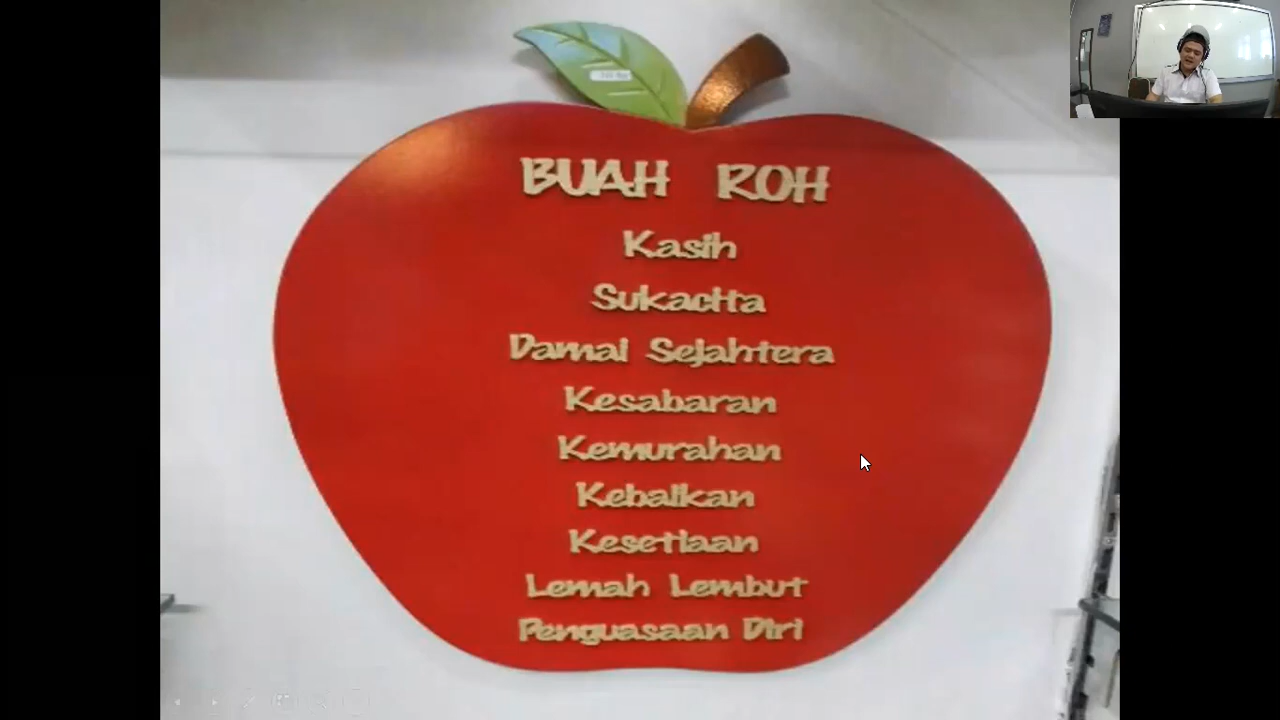 BUAH ROH
Kasih
Sukacita
Damai Sejahtera
Kesabaran
Kemurahan
Kebaikan
Kesetiaan
Lemah Lembut
Penguasaan Diri